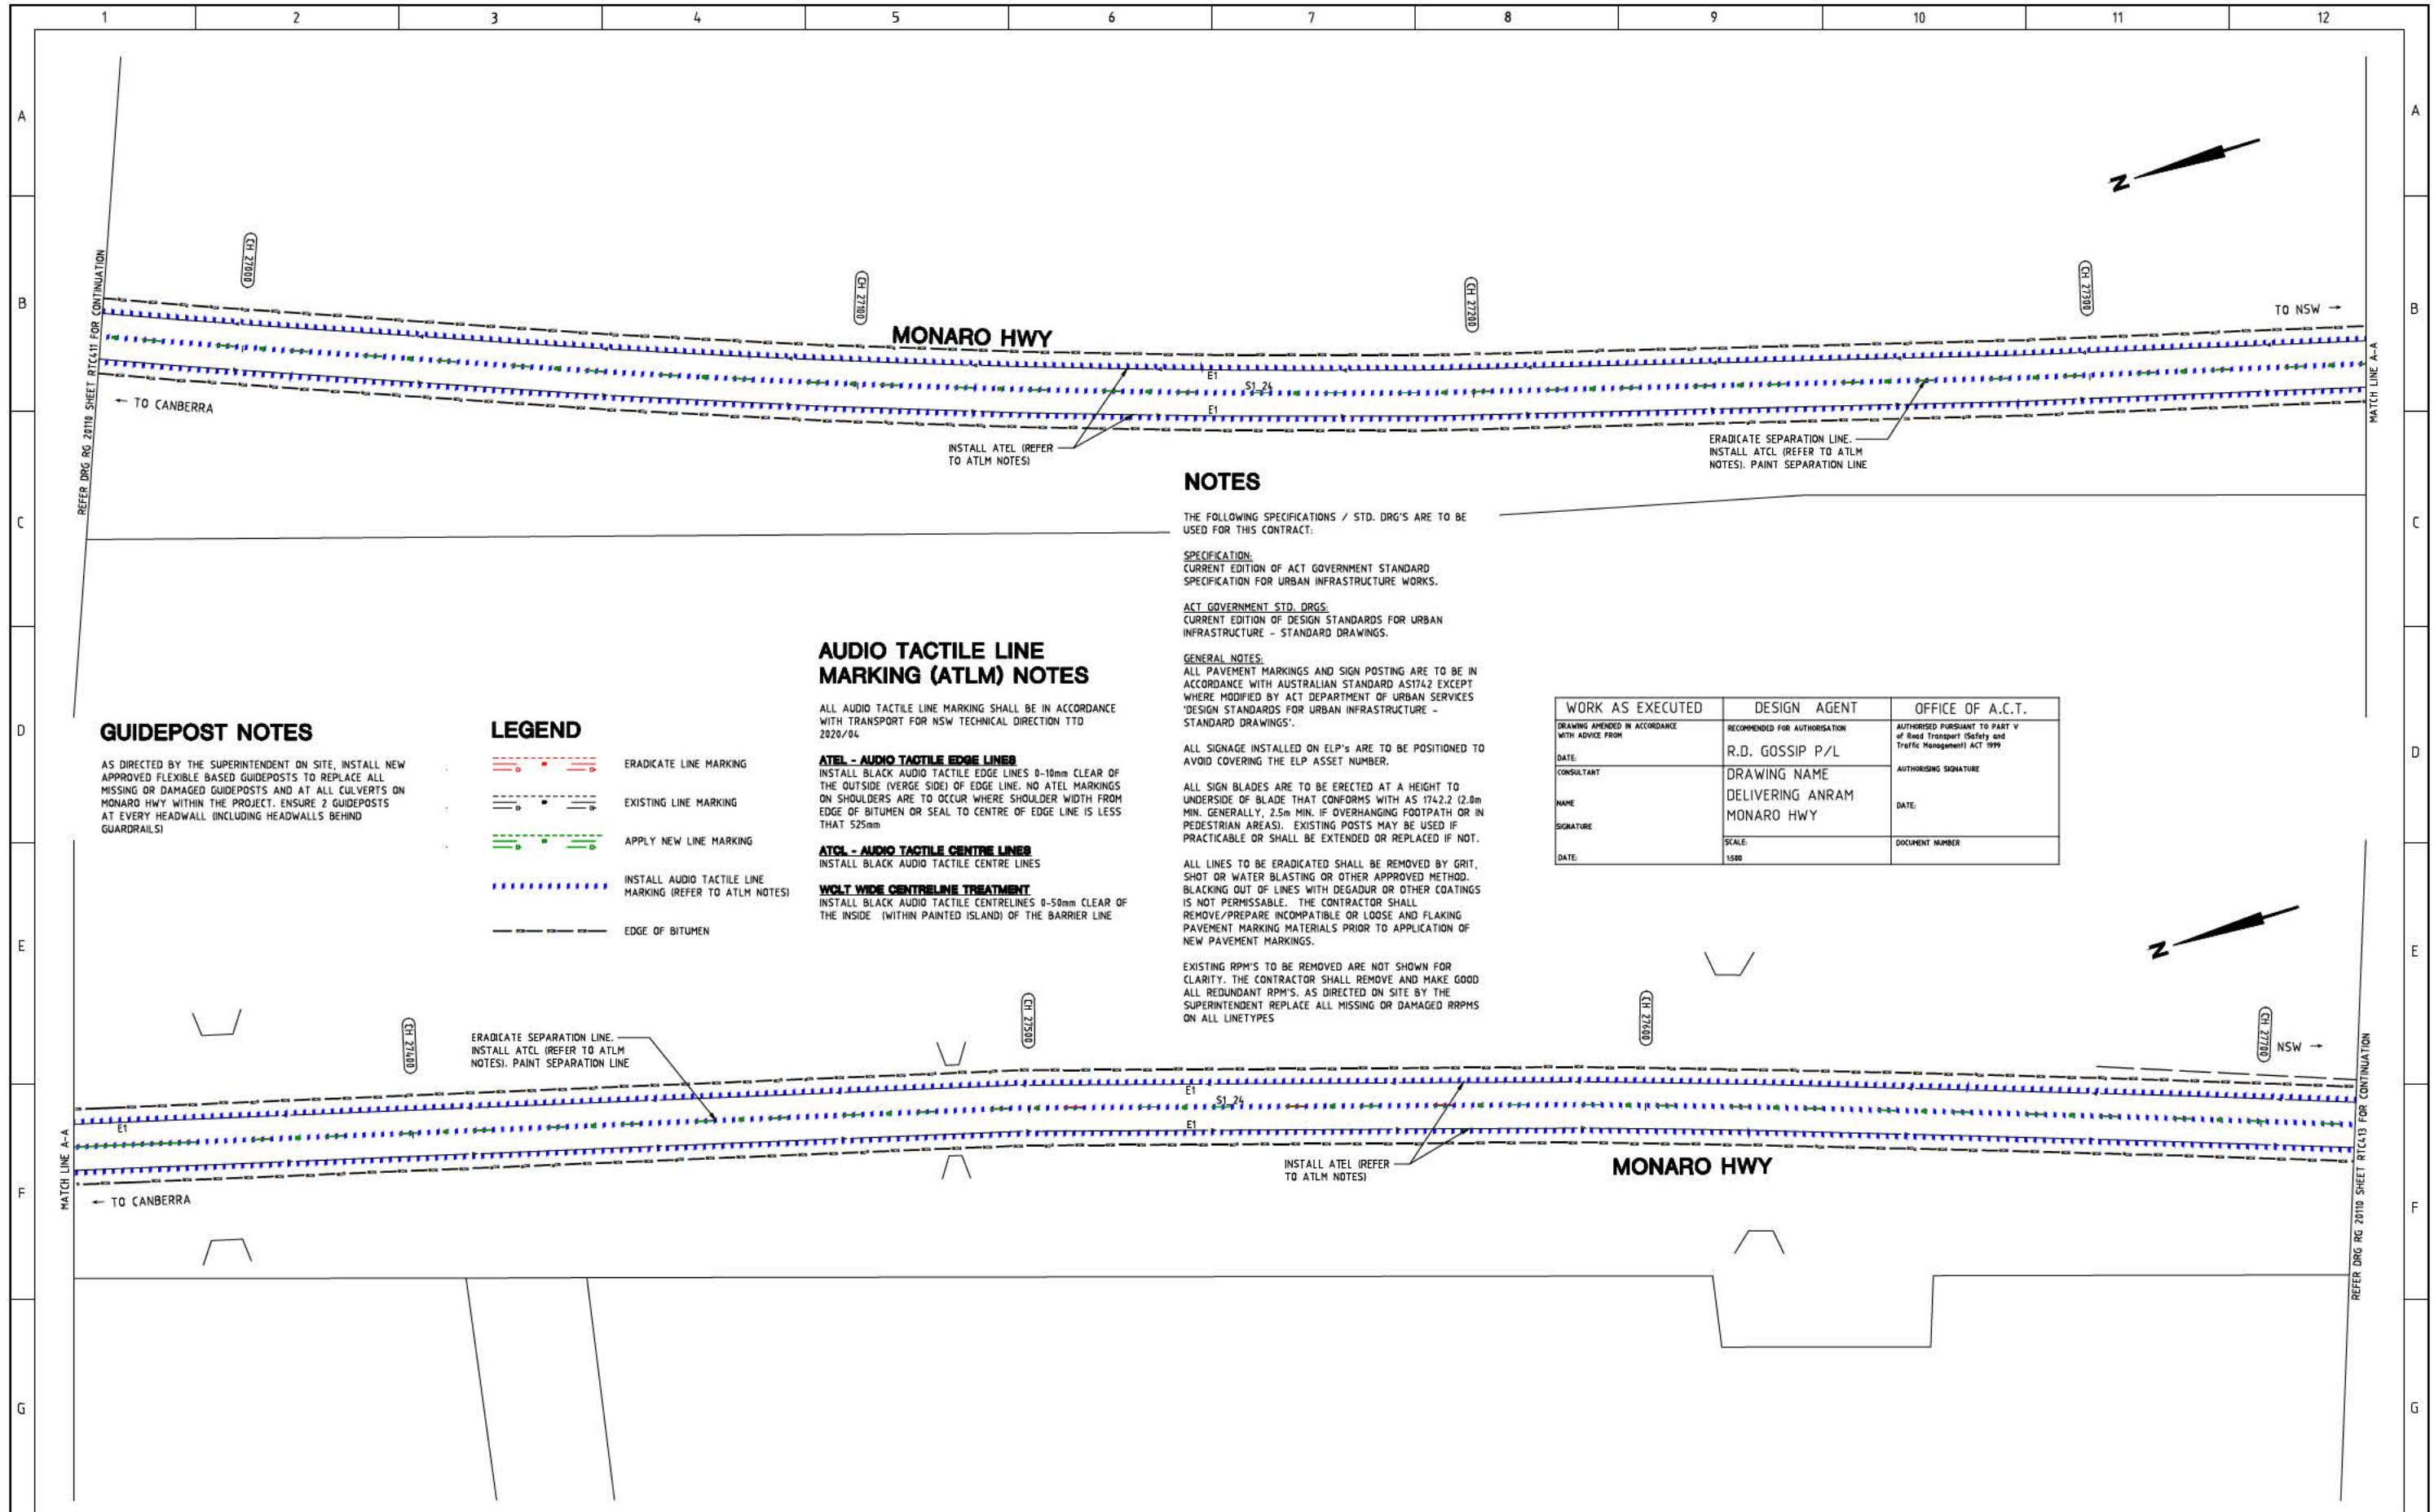 1 2 3 4 5 6 7 8 9 10 11 12
A A
B B
C C
D D
E E
F F
G G
N
REFER DRG RG 20110 SHEET RTC411 FOR CONTINUATION
CH 27000
CH 27100
CH 27200
CH 27300
TO NSW →
MONARO HWY
MATCH LINE A-A
← TO CANBERRA
E1
S1_24
E1
INSTALL ATEL (REFER
TO ATLM NOTES)
ERADICATE SEPARATION LINE.
INSTALL ATCL (REFER TO ATLM
NOTES). PAINT SEPARATION LINE
GUIDEPOST NOTES
AS DIRECTED BY THE SUPERINTENDENT ON SITE, INSTALL NEW
APPROVED FLEXIBLE BASED GUIDEPOSTS TO REPLACE ALL
MISSING OR DAMAGED GUIDEPOSTS AND AT ALL CULVERTS ON
MONARO HWY WITHIN THE PROJECT. ENSURE 2 GUIDEPOSTS
AT EVERY HEADWALL (INCLUDING HEADWALLS BEHIND
GUARDRAILS)
LEGEND
ERADICATE LINE MARKING
EXISTING LINE MARKING
APPLY NEW LINE MARKING
INSTALL AUDIO TACTILE LINE
MARKING (REFER TO ATLM NOTES)
EDGE OF BITUMEN
AUDIO TACTILE LINE
MARKING (ATLM) NOTES
ALL AUDIO TACTILE LINE MARKING SHALL BE IN ACCORDANCE
WITH TRANSPORT FOR NSW TECHNICAL DIRECTION TTD
2020/04
ATEL - AUDIO TACTILE EDGE LINES
INSTALL BLACK AUDIO TACTILE EDGE LINES 0-10mm CLEAR OF
THE OUTSIDE (VERGE SIDE) OF EDGE LINE. NO ATEL MARKINGS
ON SHOULDERS ARE TO OCCUR WHERE SHOULDER WIDTH FROM
EDGE OF BITUMEN OR SEAL TO CENTRE OF EDGE LINE IS LESS
THAT 525mm
ATCL - AUDIO TACTILE CENTRE LINES
INSTALL BLACK AUDIO TACTILE CENTRE LINES
WCLT WIDE CENTRELINE TREATMENT
INSTALL BLACK AUDIO TACTILE CENTRELINES 0-50mm CLEAR OF
THE INSIDE (WITHIN PAINTED ISLAND) OF THE BARRIER LINE
NOTES
THE FOLLOWING SPECIFICATIONS / STD. DRG'S ARE TO BE
USED FOR THIS CONTRACT:
SPECIFICATION:
CURRENT EDITION OF ACT GOVERNMENT STANDARD
SPECIFICATION FOR URBAN INFRASTRUCTURE WORKS.
ACT GOVERNMENT STD. DRGS:
CURRENT EDITION OF DESIGN STANDARDS FOR URBAN
INFRASTRUCTURE - STANDARD DRAWINGS.
GENERAL NOTES:
ALL PAVEMENT MARKINGS AND SIGN POSTING ARE TO BE IN
ACCORDANCE WITH AUSTRALIAN STANDARD AS1742 EXCEPT
WHERE MODIFIED BY ACT DEPARTMENT OF URBAN SERVICES
'DESIGN STANDARDS FOR URBAN INFRASTRUCTURE -
STANDARD DRAWINGS'.
ALL SIGNAGE INSTALLED ON ELP's ARE TO BE POSITIONED TO
AVOID COVERING THE ELP ASSET NUMBER.
ALL SIGN BLADES ARE TO BE ERECTED AT A HEIGHT TO
UNDERSIDE OF BLADE THAT CONFORMS WITH AS 1742.2 (2.0m
MIN. GENERALLY, 2.5m MIN. IF OVERHANGING FOOTPATH OR IN
PEDESTRIAN AREAS). EXISTING POSTS MAY BE USED IF
PRACTICABLE OR SHALL BE EXTENDED OR REPLACED IF NOT.
ALL LINES TO BE ERADICATED SHALL BE REMOVED BY GRIT,
SHOT OR WATER BLASTING OR OTHER APPROVED METHOD.
BLACKING OUT OF LINES WITH DEGADUR OR OTHER COATINGS
IS NOT PERMISSABLE. THE CONTRACTOR SHALL
REMOVE/PREPARE INCOMPATIBLE OR LOOSE AND FLAKING
PAVEMENT MARKING MATERIALS PRIOR TO APPLICATION OF
NEW PAVEMENT MARKINGS.
EXISTING RPM'S TO BE REMOVED ARE NOT SHOWN FOR
CLARITY. THE CONTRACTOR SHALL REMOVE AND MAKE GOOD
ALL REDUNDANT RPM'S. AS DIRECTED ON SITE BY THE
SUPERINTENDENT REPLACE ALL MISSING OR DAMAGED RRPMS
ON ALL LINETYPES
WORK AS EXECUTED
DRAWING AMENDED IN ACCORDANCE
WITH ADVICE FROM
DATE:
CONSULTANT
NAME
SIGNATURE
DATE:
DESIGN AGENT
RECOMMENDED FOR AUTHORISATION
R.D. GOSSIP P/L
DRAWING NAME
DELIVERING ANRAM
MONARO HWY
SCALE:
1:500
OFFICE OF A.C.T.
AUTHORISED PURSUANT TO PART V
of Road Transport (Safety and
Traffic Management) ACT 1999
AUTHORISING SIGNATURE
DATE:
DOCUMENT NUMBER
N
CH 27400
CH 27500
CH 27600
CH 27700
NSW →
ERADICATE SEPARATION LINE.
INSTALL ATCL (REFER TO ATLM
NOTES). PAINT SEPARATION LINE
E1
E1
S1_24
E1
MATCH LINE A-A
← TO CANBERRA
INSTALL ATEL (REFER
TO ATLM NOTES)
MONARO HWY
REFER DRG RG 20110 SHEET RTC413 FOR CONTINUATION